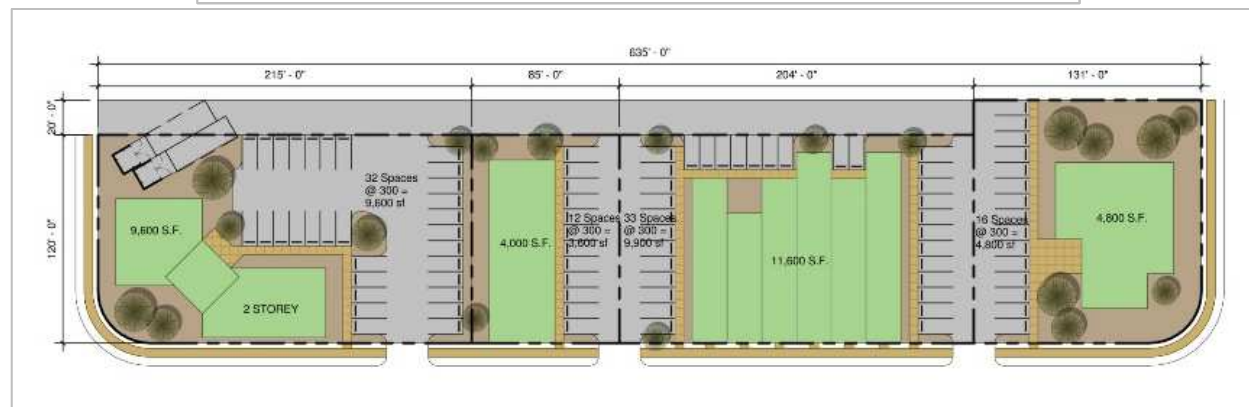 635' - 0"
215' - 0"
85' - 0"
204' - 0"
131' - 0"
20' - 0"
120' - 0"
32 Spaces
@ 300 =
9,600 sf
9,600 S.F.
2 STOREY
4,000 S.F.
12 Spaces
@ 300 =
3,600 sf
33 Spaces
@ 300 =
9,900 sf
11,600 S.F.
16 Spaces
@ 300 =
4,800 sf
4,800 S.F.